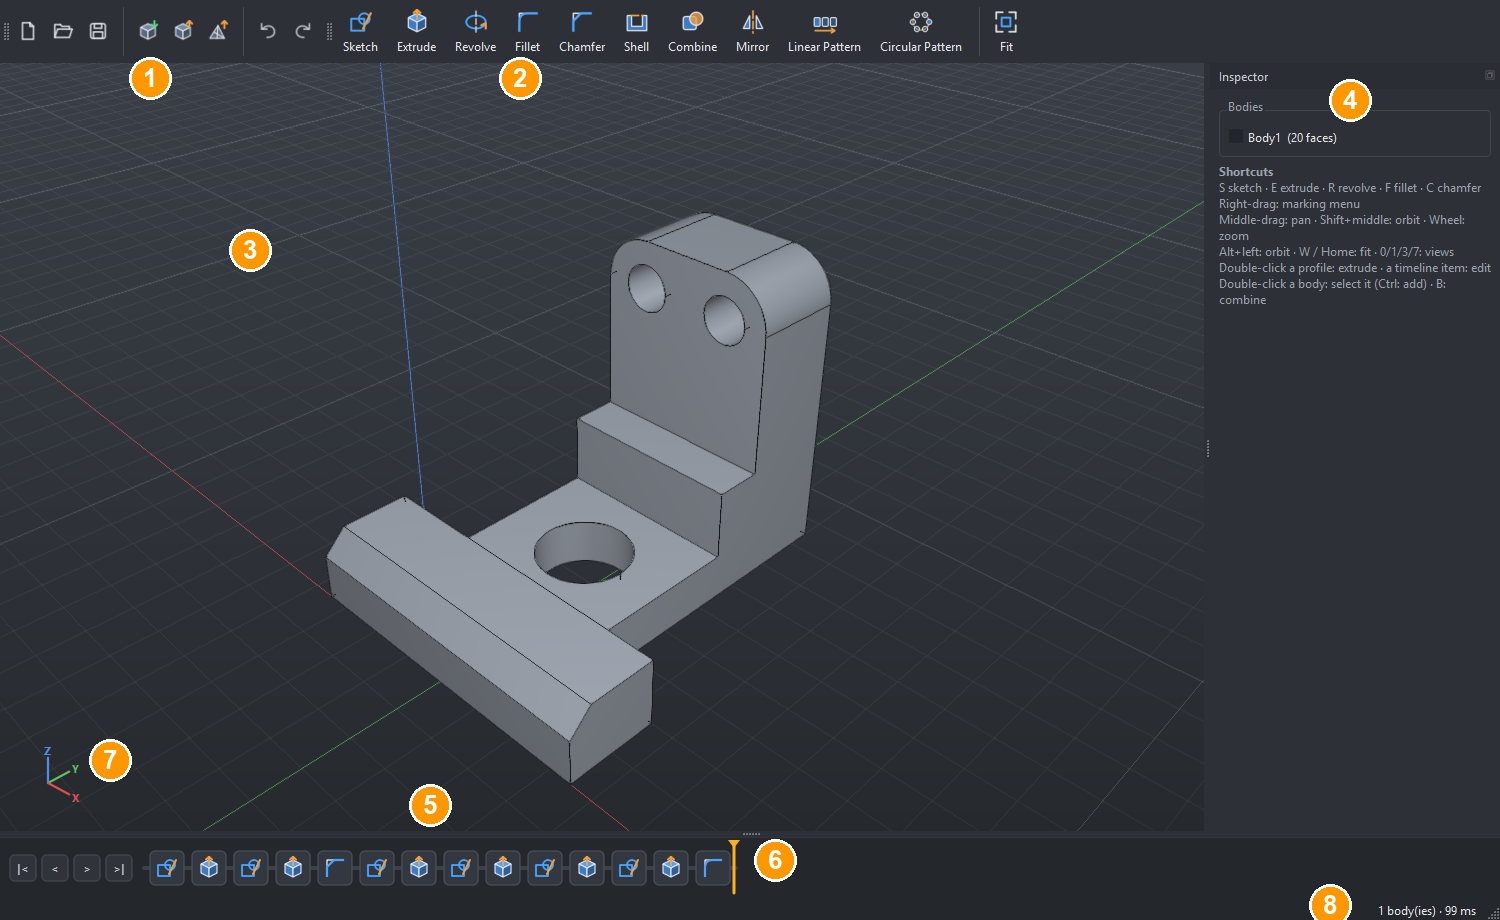 Sketch Extrude Revolve Fillet Chamfer Shell Combine Mirror Linear Pattern Circular Pattern Fit
1
2
Inspector
4
Bodies
Body1 (20 faces)
Shortcuts
S sketch · E extrude · R revolve · F fillet · C chamfer
Right-drag: marking menu
Middle-drag: pan · Shift+middle: orbit · Wheel:
zoom
Alt+left: orbit · W / Home: fit · 0/1/3/7: views
Double-click a profile: extrude · a timeline item: edit
Double-click a body: select it (Ctrl: add) · B:
combine
3
Z
Y
X
7
5
|< < > >|
6
8
1 body(ies) · 99 ms